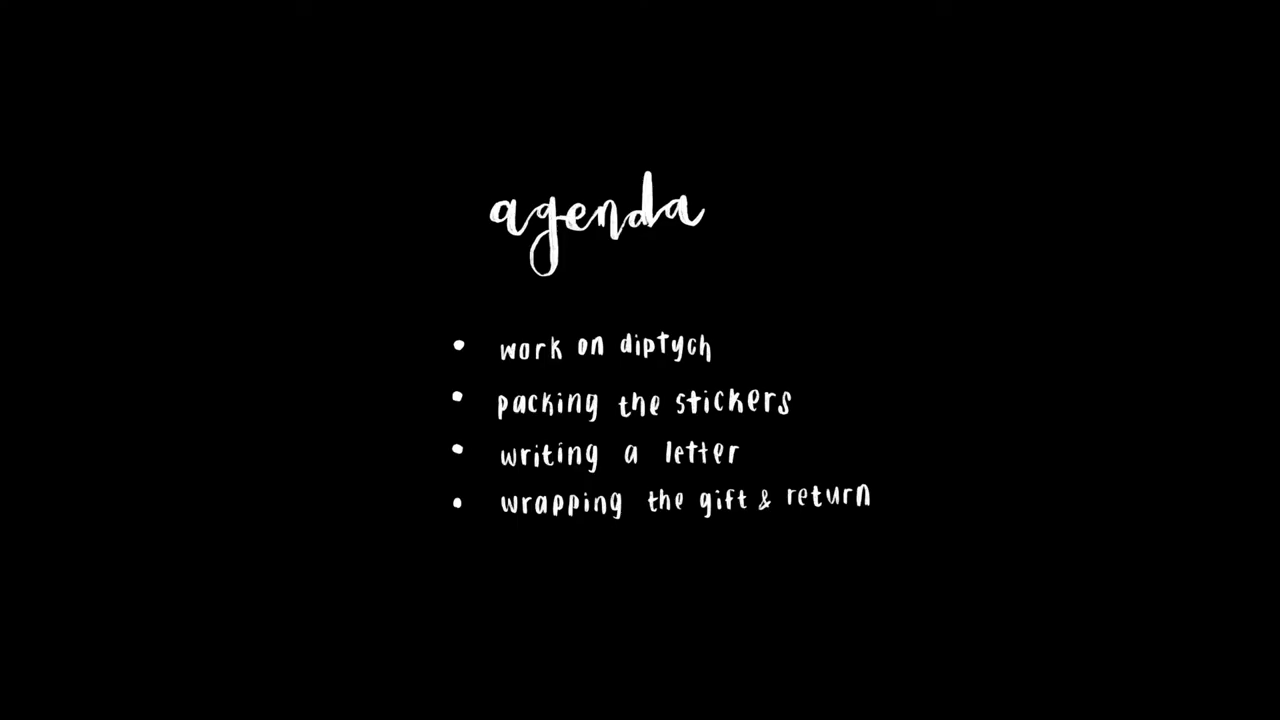 agenda
• work on diptych
• packing the stickers
• writing a letter
• wrapping the gift & return